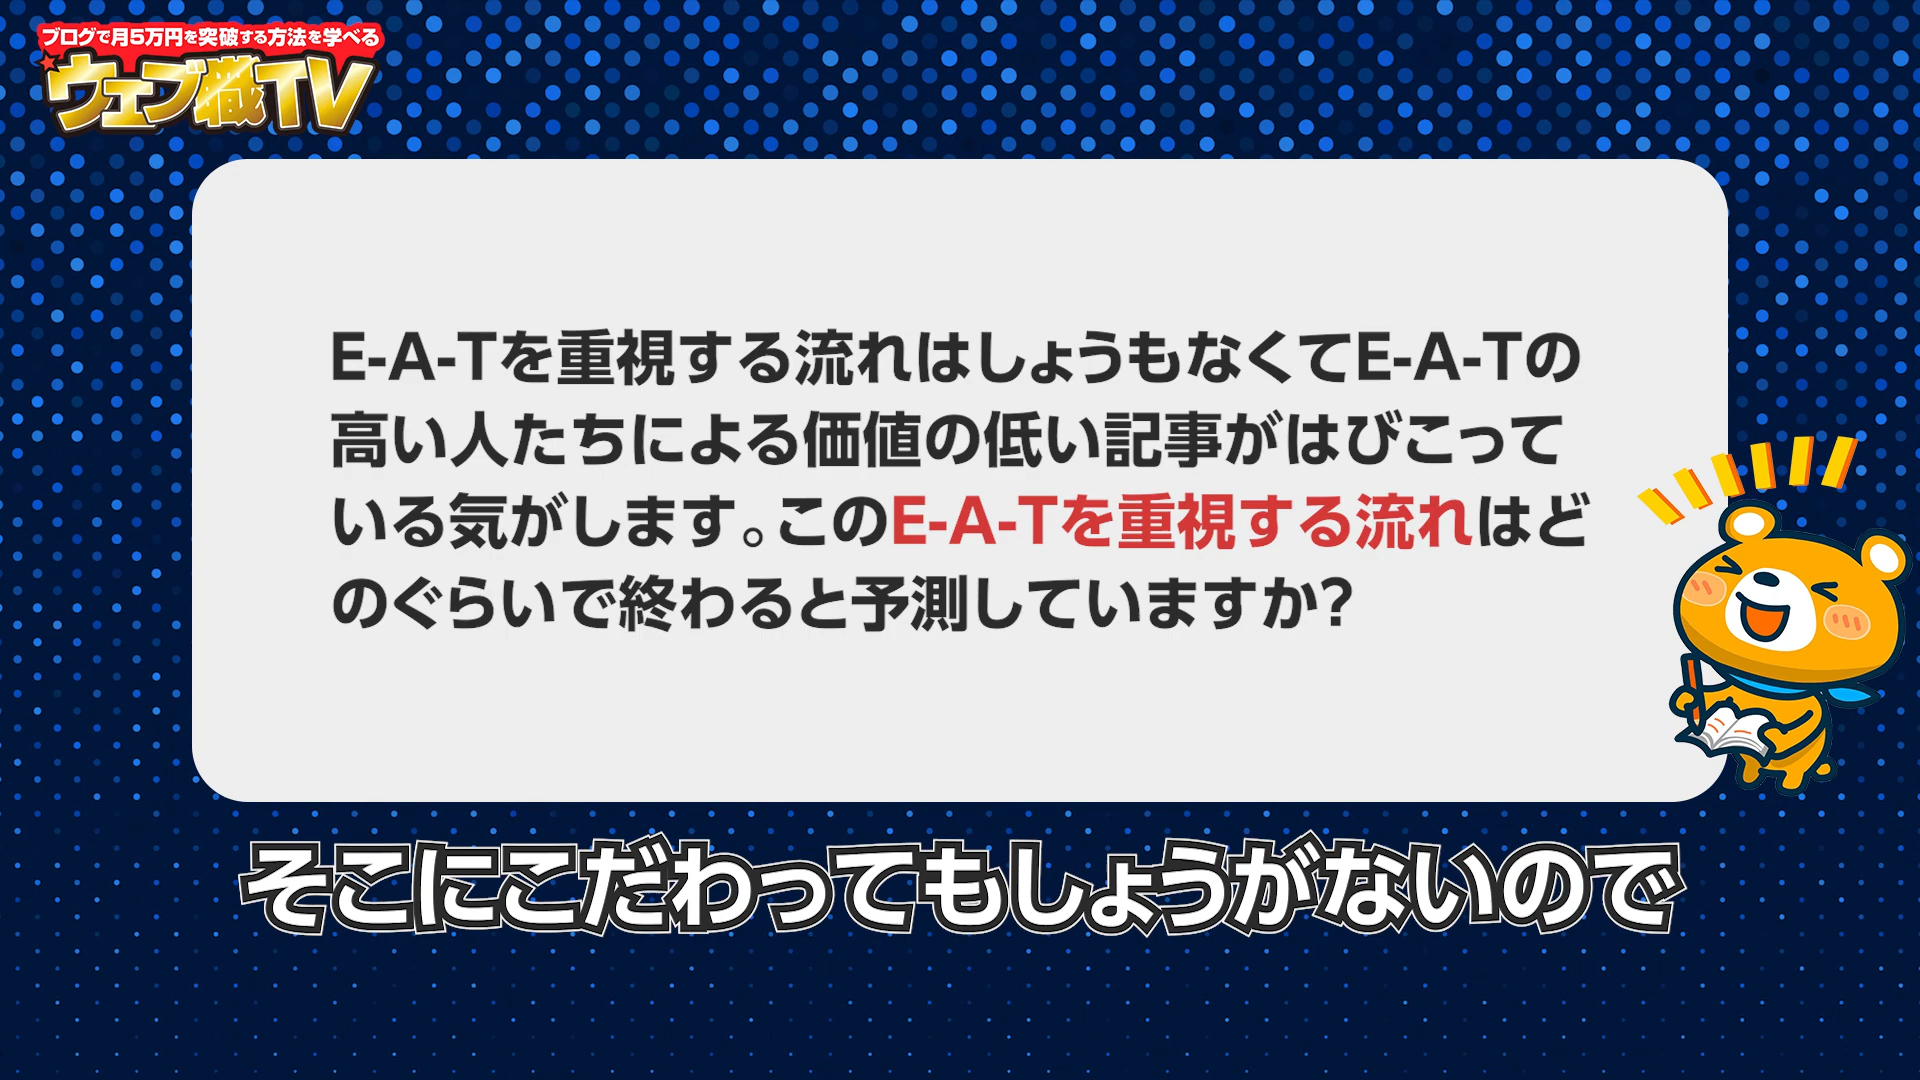 ブログで月5万円を突破する方法を学べる
ウェブ職TV
E-A-Tを重視する流れはしょうもなくてE-A-Tの
高い人たちによる価値の低い記事がはびこって
いる気がします。このE-A-Tを重視する流れはど
のぐらいで終わると予測していますか?
そこにこだわってもしょうがないので